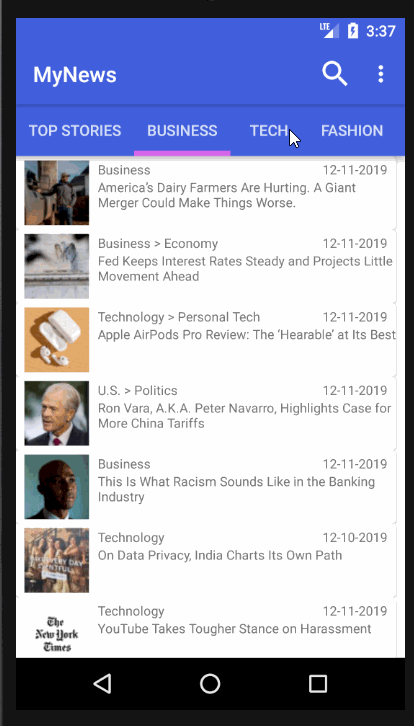 LTE 3:37
MyNews
TOP STORIES BUSINESS TECH FASHION
Business 12-11-2019
America's Dairy Farmers Are Hurting. A Giant
Merger Could Make Things Worse.
Business > Economy 12-11-2019
Fed Keeps Interest Rates Steady and Projects Little
Movement Ahead
Technology > Personal Tech 12-11-2019
Apple AirPods Pro Review: The ‘Hearable’ at Its Best
U.S. > Politics 12-11-2019
Ron Vara, A.K.A. Peter Navarro, Highlights Case for
More China Tariffs
Business 12-11-2019
This Is What Racism Sounds Like in the Banking
Industry
Technology 12-10-2019
On Data Privacy, India Charts Its Own Path
Technology 12-11-2019
YouTube Takes Tougher Stance on Harassment
The
New York
Times